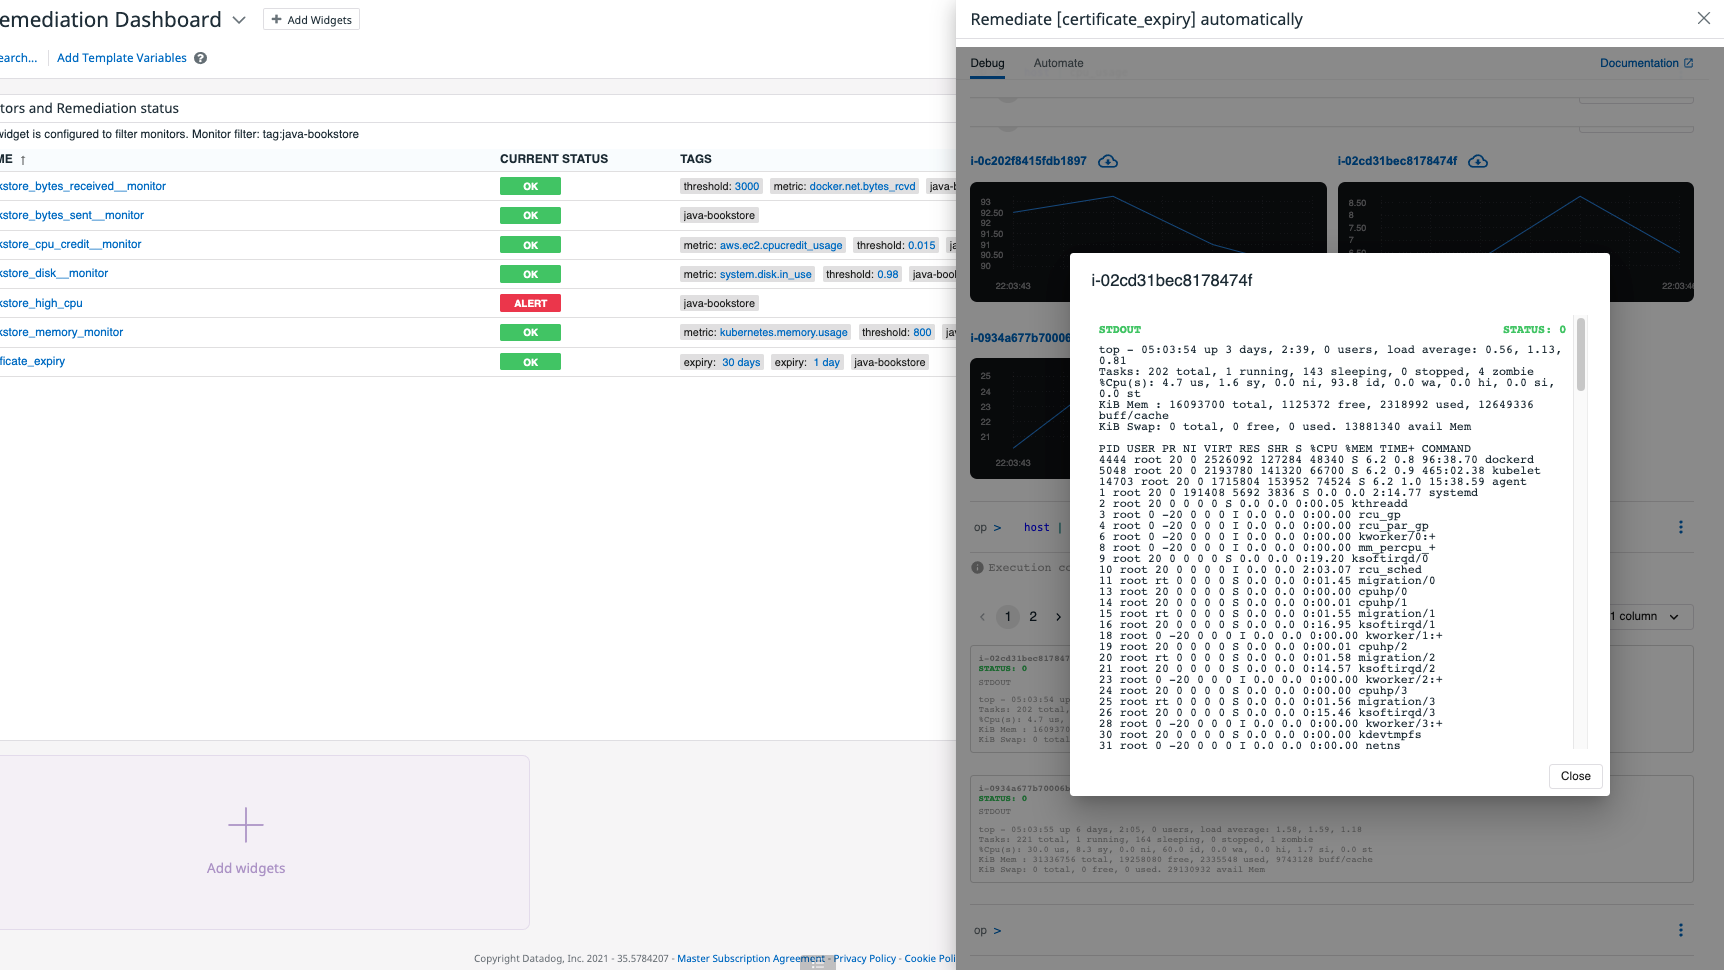 emediation Dashboard
Add Widgets
earch...
Add Template Variables
tors and Remediation status
widget is configured to filter monitors. Monitor filter: tag:java-bookstore
ME ↑ CURRENT STATUS TAGS
kstore_bytes_received__monitor OK threshold: 3000 metric: docker.net.bytes_rcvd java-b
kstore_bytes_sent__monitor OK java-bookstore
kstore_cpu_credit__monitor OK metric: aws.ec2.cpucredit_usage threshold: 0.015 ja
kstore_disk__monitor OK metric: system.disk.in_use threshold: 0.98 java-bool
kstore_high_cpu ALERT java-bookstore
kstore_memory_monitor OK metric: kubernetes.memory.usage threshold: 800 ja
ficate_expiry OK expiry: 30 days expiry: 1 day java-bookstore
Add widgets
Copyright Datadog, Inc. 2021 - 35.5784207 - Master Subscription Agreement - Privacy Policy - Cookie Poli
Remediate [certificate_expiry] automatically
Debug Automate Documentation
i-0c202f8415fdb1897 i-02cd31bec8178474f
93
92.50
92
91.50
91
90.50
90
22:03:43
8.50
8
7.50
7
6.50
22:03:46
i-0934a677b70006
25
24
23
22
21
22:03:43
i-02cd31bec8178474f
STDOUT STATUS: 0
top - 05:03:54 up 3 days, 2:39, 0 users, load average: 0.56, 1.13,
0.81
Tasks: 202 total, 1 running, 143 sleeping, 0 stopped, 4 zombie
%Cpu(s): 4.7 us, 1.6 sy, 0.0 ni, 93.8 id, 0.0 wa, 0.0 hi, 0.0 si,
0.0 st
KiB Mem : 16093700 total, 1125372 free, 2318992 used, 12649336
buff/cache
KiB Swap: 0 total, 0 free, 0 used. 13881340 avail Mem
PID USER PR NI VIRT RES SHR S %CPU %MEM TIME+ COMMAND
4444 root 20 0 2526092 127284 48340 S 6.2 0.8 96:38.70 dockerd
5048 root 20 0 2193780 141320 66700 S 6.2 0.9 465:02.38 kubelet
14703 root 20 0 1715804 153952 74524 S 6.2 1.0 15:38.59 agent
1 root 20 0 191408 5692 3836 S 0.0 0.0 2:14.77 systemd
2 root 20 0 0 0 0 S 0.0 0.0 0:00.05 kthreadd
3 root 0 -20 0 0 0 I 0.0 0.0 0:00.00 rcu_gp
4 root 0 -20 0 0 0 I 0.0 0.0 0:00.00 rcu_par_gp
6 root 0 -20 0 0 0 I 0.0 0.0 0:00.00 kworker/0:+
8 root 0 -20 0 0 0 I 0.0 0.0 0:00.00 mm_percpu_+
9 root 20 0 0 0 0 S 0.0 0.0 0:19.20 ksoftirqd/0
10 root 20 0 0 0 0 I 0.0 0.0 2:03.07 rcu_sched
11 root rt 0 0 0 0 S 0.0 0.0 0:01.45 migration/0
13 root 20 0 0 0 0 S 0.0 0.0 0:00.00 cpuhp/0
14 root 20 0 0 0 0 S 0.0 0.0 0:00.01 cpuhp/1
15 root rt 0 0 0 0 S 0.0 0.0 0:01.55 migration/1
16 root 20 0 0 0 0 S 0.0 0.0 0:16.95 ksoftirqd/1
18 root 0 -20 0 0 0 I 0.0 0.0 0:00.00 kworker/1:+
19 root 20 0 0 0 0 S 0.0 0.0 0:00.01 cpuhp/2
20 root rt 0 0 0 0 S 0.0 0.0 0:01.58 migration/2
21 root 20 0 0 0 0 S 0.0 0.0 0:14.57 ksoftirqd/2
23 root 0 -20 0 0 0 I 0.0 0.0 0:00.00 kworker/2:+
24 root 20 0 0 0 0 S 0.0 0.0 0:00.00 cpuhp/3
25 root rt 0 0 0 0 S 0.0 0.0 0:01.56 migration/3
26 root 20 0 0 0 0 S 0.0 0.0 0:15.46 ksoftirqd/3
28 root 0 -20 0 0 0 I 0.0 0.0 0:00.00 kworker/3:+
30 root 20 0 0 0 0 S 0.0 0.0 0:00.00 kdevtmpfs
31 root 0 -20 0 0 0 I 0.0 0.0 0:00.00 netns
Close
op > host |
Execution co
< 1 2 > 1 column
i-02cd31bec817847
STATUS: 0
STDOUT
top - 05:03:54 up
Tasks: 202 total,
%Cpu(s): 4.7 us,
KiB Mem : 1609370
KiB Swap: 0 total
i-0934a677b70006b
STATUS: 0
STDOUT
top - 05:03:55 up 6 days, 2:05, 0 users, load average: 1.58, 1.59, 1.18
Tasks: 221 total, 1 running, 164 sleeping, 0 stopped, 1 zombie
%Cpu(s): 30.0 us, 8.3 sy, 0.0 ni, 60.0 id, 0.0 wa, 0.0 hi, 1.7 si, 0.0 st
KiB Mem : 31336756 total, 19258080 free, 2335548 used, 9743128 buff/cache
KiB Swap: 0 total, 0 free, 0 used. 29130932 avail Mem
op >